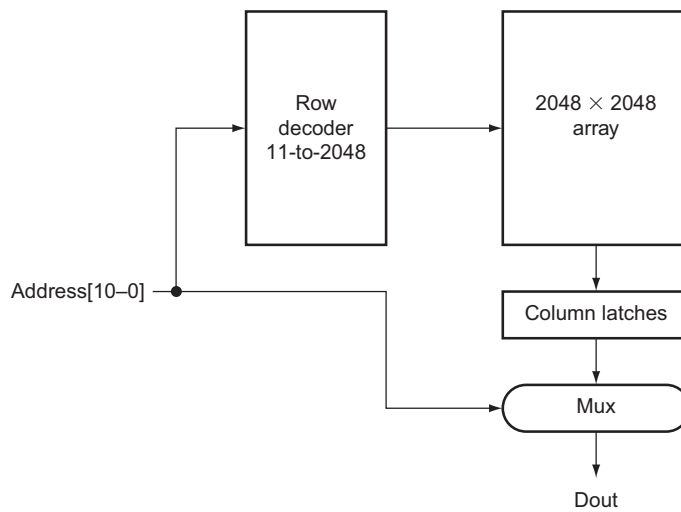 Row
decoder
11-to-2048
2048 × 2048
array
Address[10–0]
Column latches
Mux
Dout